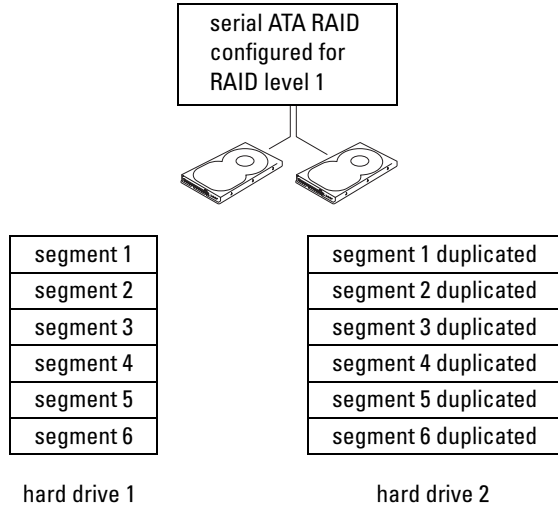 serial ATA RAID
configured for
RAID level 1
segment 1
segment 2
segment 3
segment 4
segment 5
segment 6
hard drive 1
segment 1 duplicated
segment 2 duplicated
segment 3 duplicated
segment 4 duplicated
segment 5 duplicated
segment 6 duplicated
hard drive 2